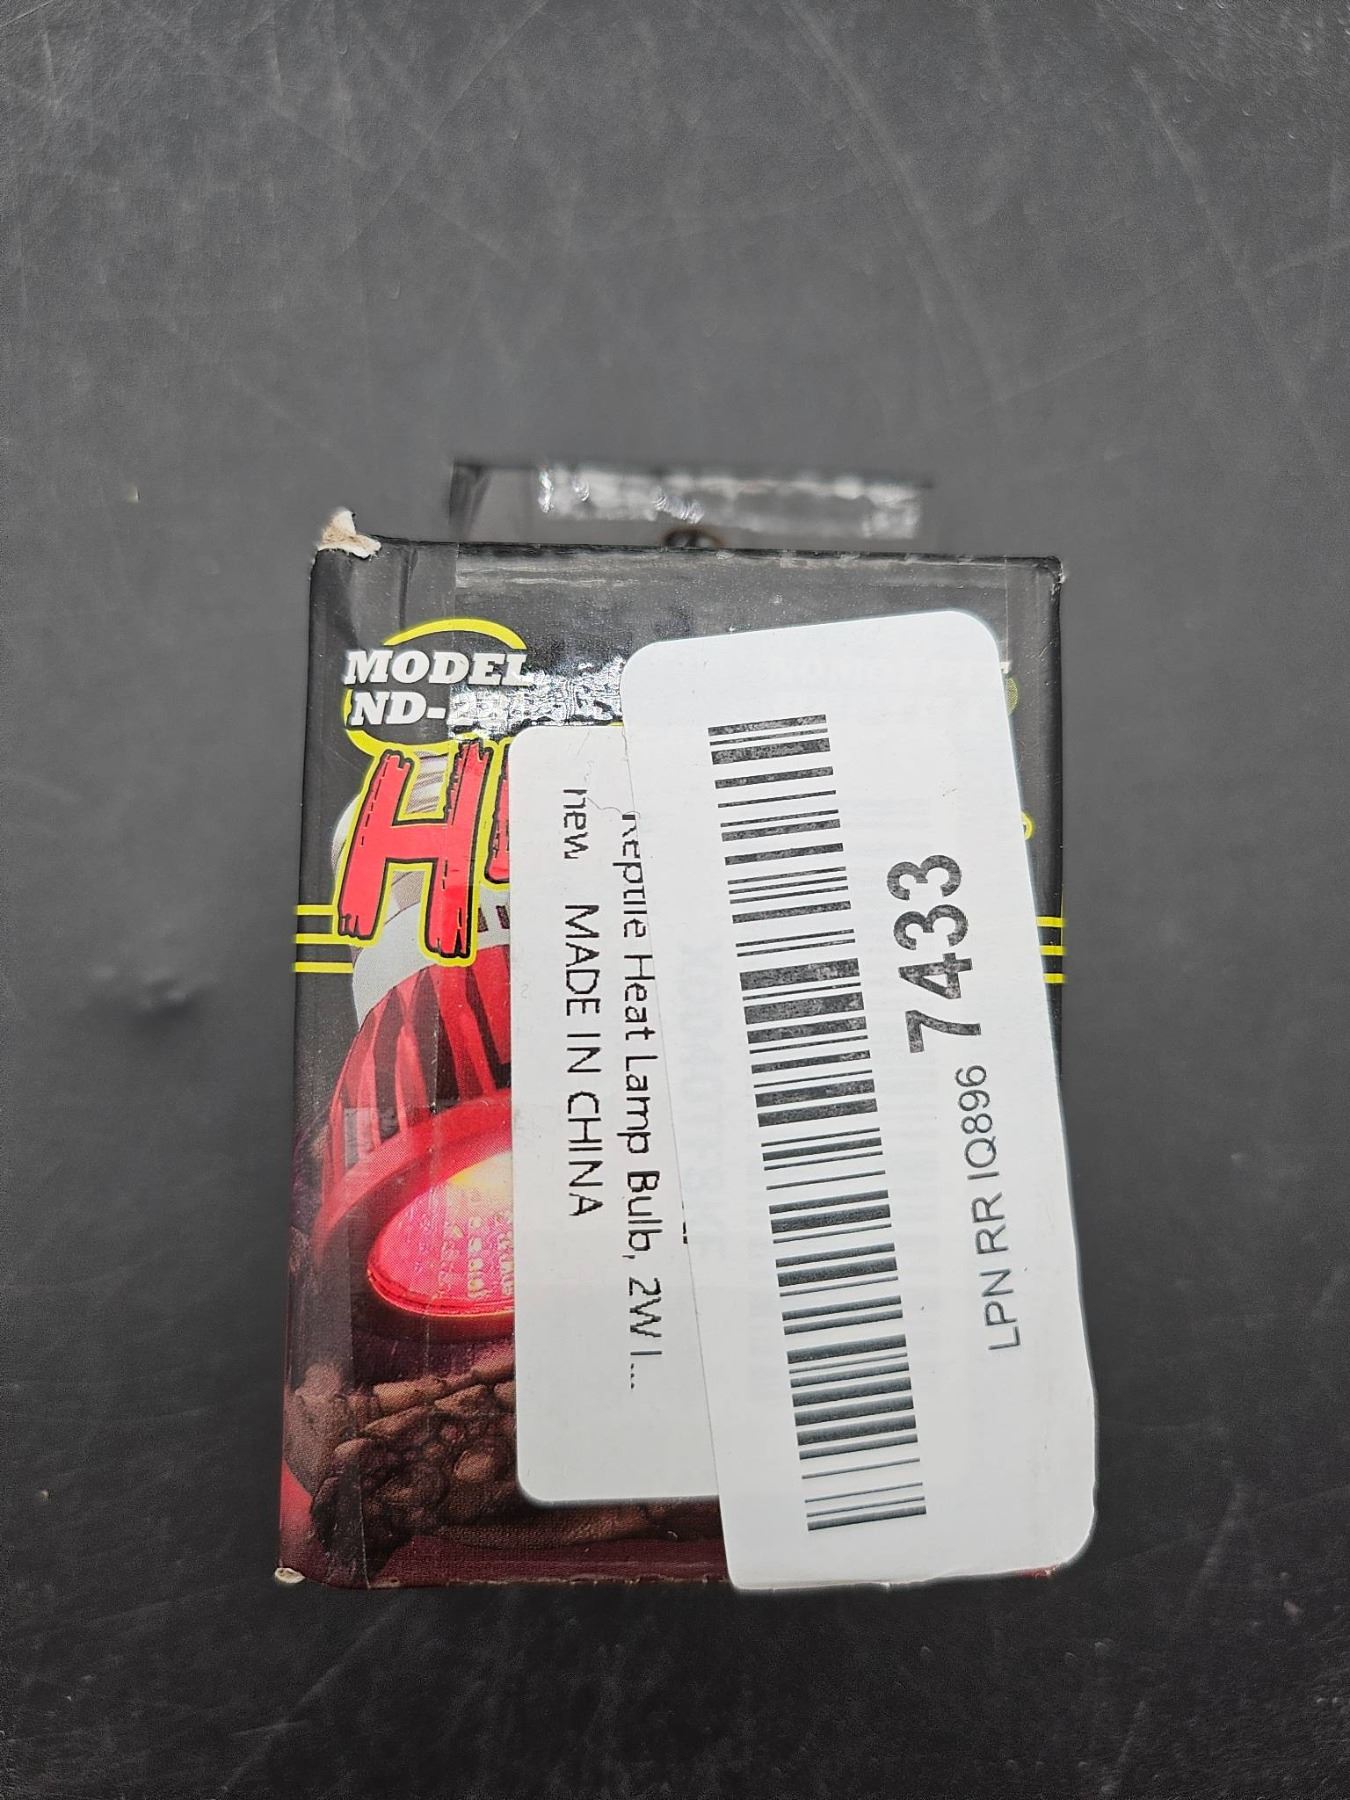 MODEL
ND-
H
Reptile Heat Lamp Bulb, 2W I...
new MADE IN CHINA
LPN RR IQ896 7433